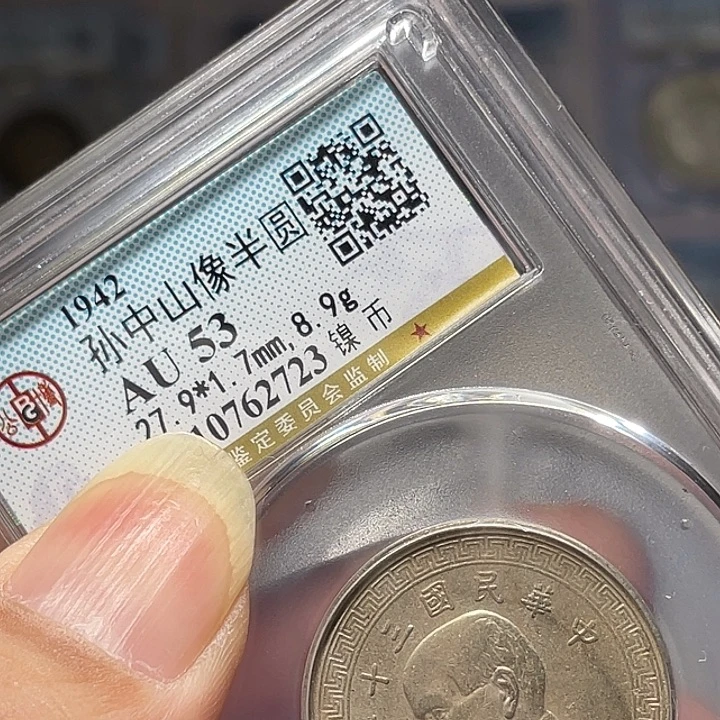 1942
孙中山像半圆
AU 53
27.9*1.7mm,8.9g
10762723 镍币
鉴定委员会监制
中華民國
三十